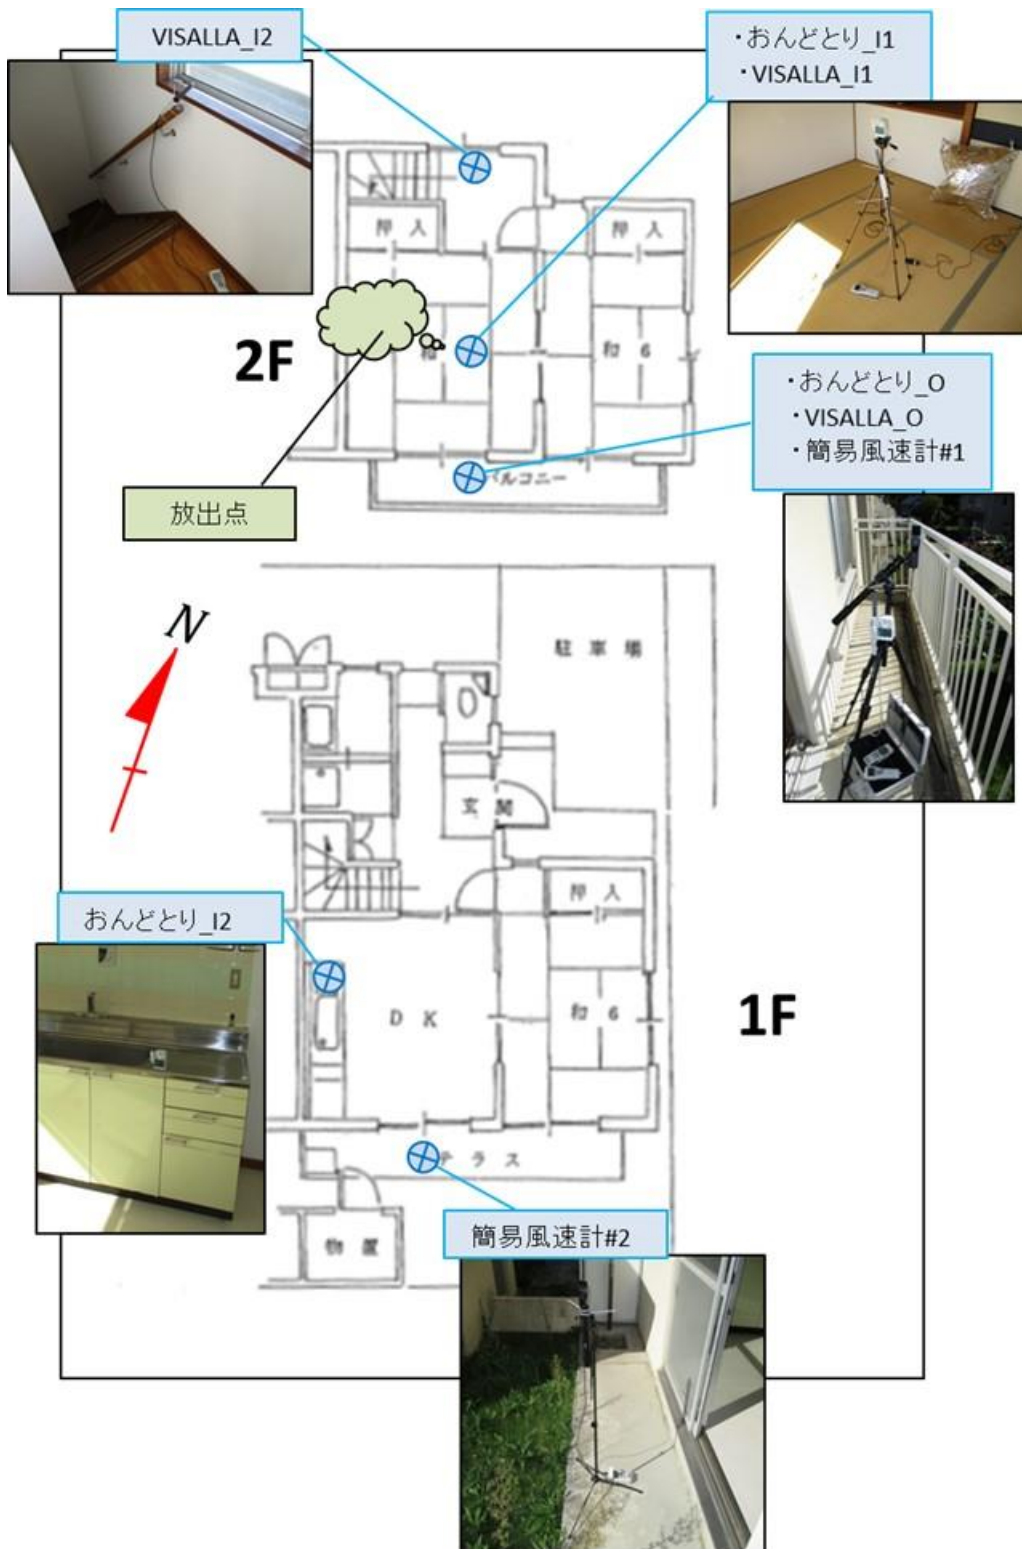 VISALLA_I2
・おんどとり_I1
・VISALLA_I1
押入
押入
2F
和
和 6
・おんどとり_O
・VISALLA_O
・簡易風速計#1
バルコニー
放出点
N
駐車場
玄関
押入
おんどとり_I2
DK
和 6
1F
テラス
簡易風速計#2
物置